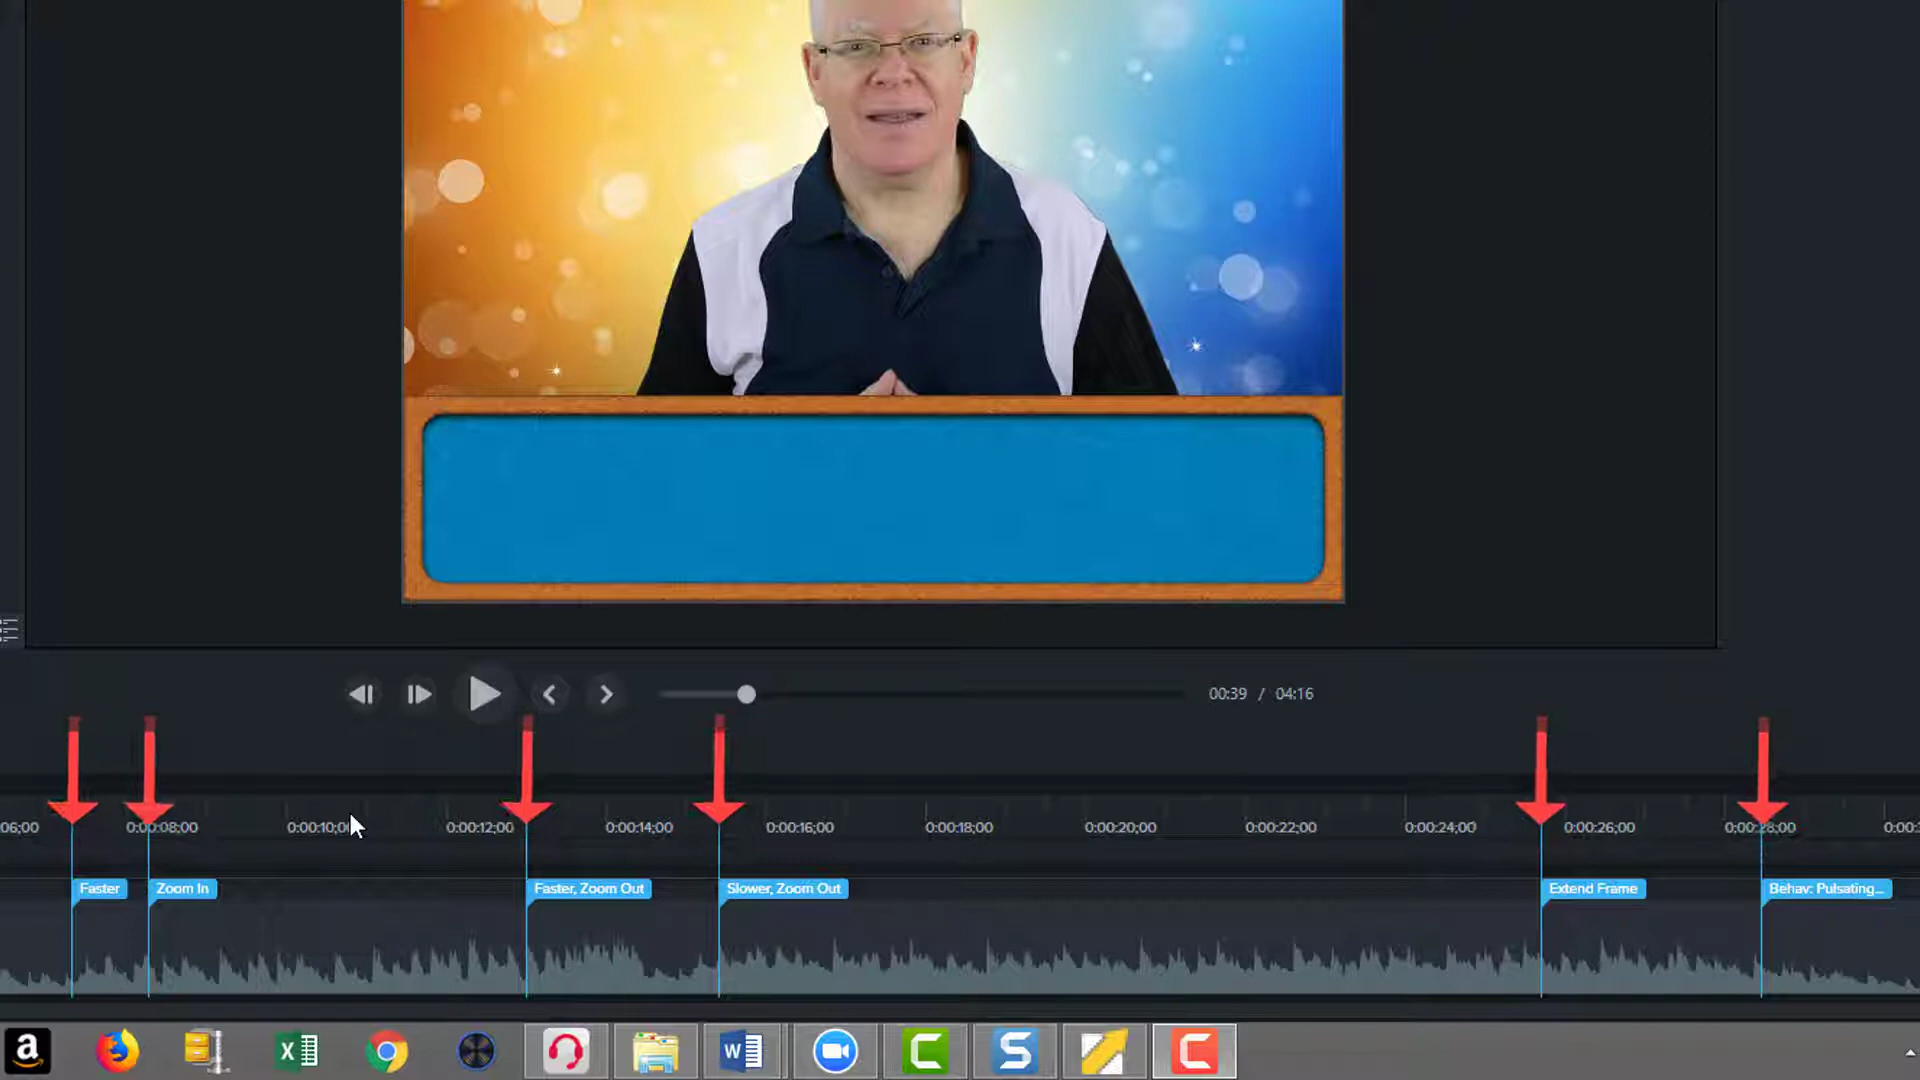 00:39 / 04:16
06;00 0:00:08;00 0:00:10;00 0:00:12;00 0:00:14;00 0:00:16;00 0:00:18;00 0:00:20;00 0:00:22;00 0:00:24;00 0:00:26;00 0:00:28;00 0:00:
Faster Zoom In Faster, Zoom Out Slower, Zoom Out Extend Frame Behav: Pulsating...
a X W C S C